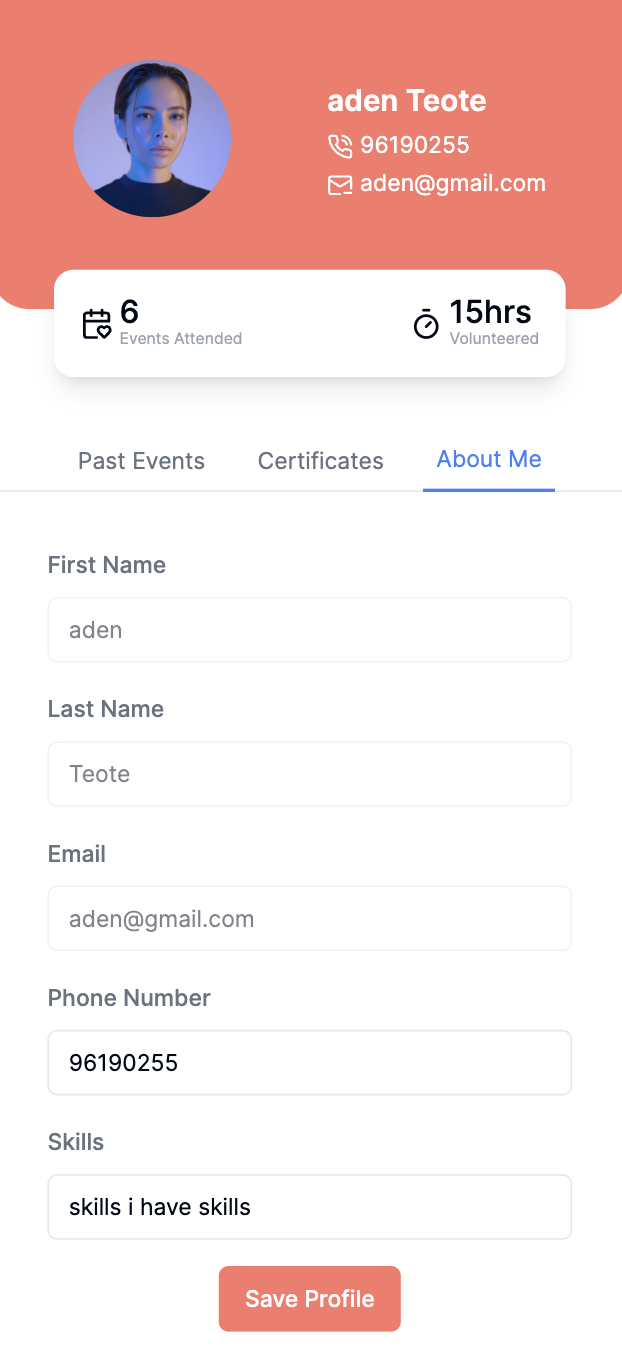 aden Teote
96190255
aden@gmail.com
6
Events Attended
15hrs
Volunteered
Past Events
Certificates
About Me
First Name
aden
Last Name
Teote
Email
aden@gmail.com
Phone Number
96190255
Skills
skills i have skills
Save Profile